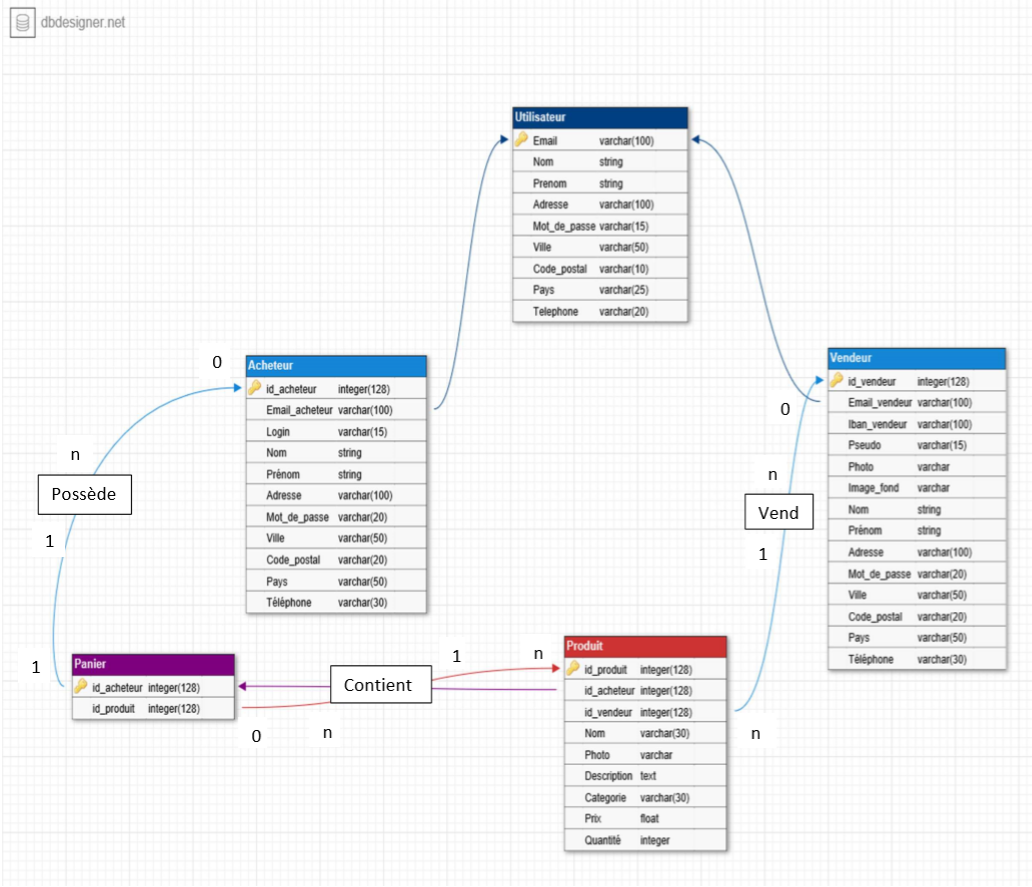 dbdesigner.net
Utilisateur
Email varchar(100)
Nom string
Prenom string
Adresse varchar(100)
Mot_de_passe varchar(15)
Ville varchar(50)
Code_postal varchar(10)
Pays varchar(25)
Telephone varchar(20)
Acheteur
id_acheteur integer(128)
Email_acheteur varchar(100)
Login varchar(15)
Nom string
Prénom string
Adresse varchar(100)
Mot_de_passe varchar(20)
Ville varchar(50)
Code_postal varchar(20)
Pays varchar(50)
Téléphone varchar(30)
Vendeur
id_vendeur integer(128)
Email_vendeur varchar(100)
Iban_vendeur varchar(100)
Pseudo varchar(15)
Photo varchar
Image_fond varchar
Nom string
Prénom string
Adresse varchar(100)
Mot_de_passe varchar(20)
Ville varchar(50)
Code_postal varchar(20)
Pays varchar(50)
Téléphone varchar(30)
0
n
Possède
1
1
0
n
Vend
1
n
Panier
id_acheteur integer(128)
id_produit integer(128)
1
n
Contient
0
n
Produit
id_produit integer(128)
id_acheteur integer(128)
id_vendeur integer(128)
Nom varchar(30)
Photo varchar
Description text
Categorie varchar(30)
Prix float
Quantité integer